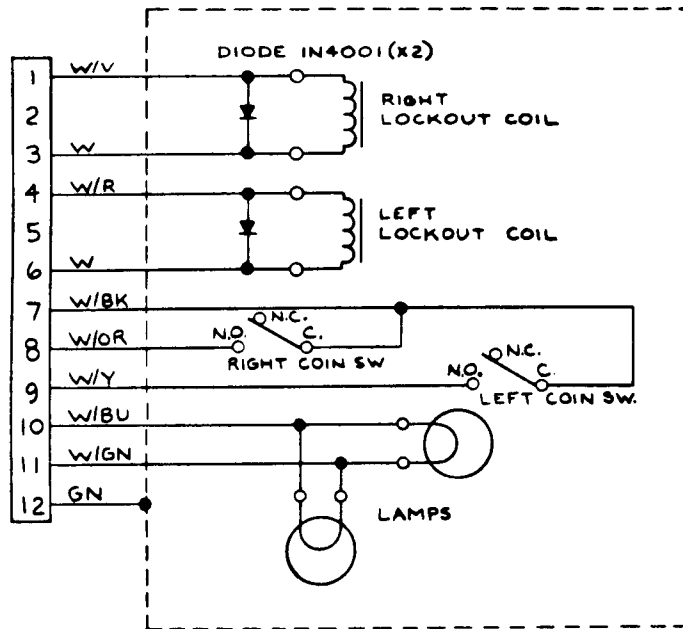 DIODE IN4001 (X2)
1 W/V
2
RIGHT
LOCKOUT COIL
3 W
4 W/R
5
LEFT
LOCKOUT COIL
6 W
7 W/BK
N.C.
8 W/OR
N.O. C.
RIGHT COIN SW
N.C.
9 W/Y
N.O. C.
LEFT COIN SW.
10 W/BU
11 W/GN
12 GN
LAMPS